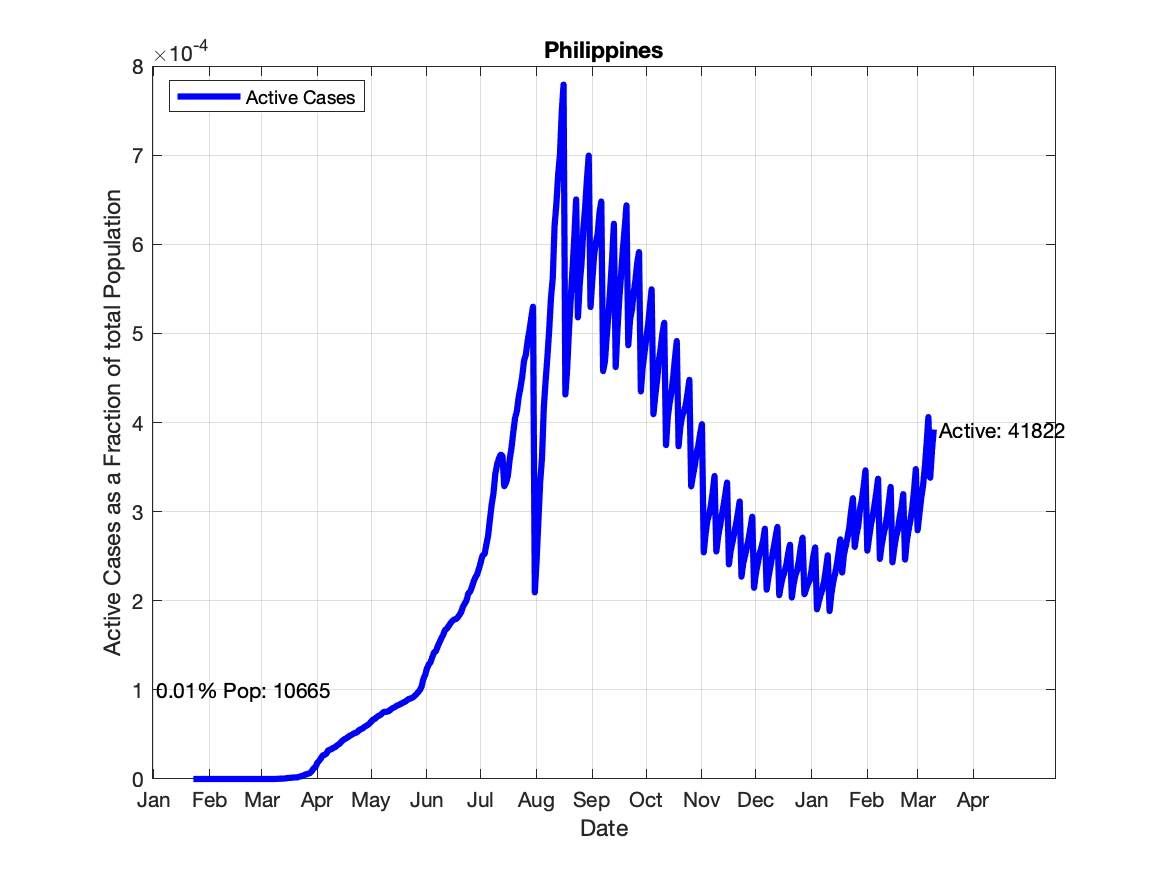 Philippines
×10-4
Active Cases
8
7
6
5
4
3
2
1
0
Active Cases as a Fraction of total Population
Active: 41822
0.01% Pop: 10665
Jan Feb Mar Apr May Jun Jul Aug Sep Oct Nov Dec Jan Feb Mar Apr
Date